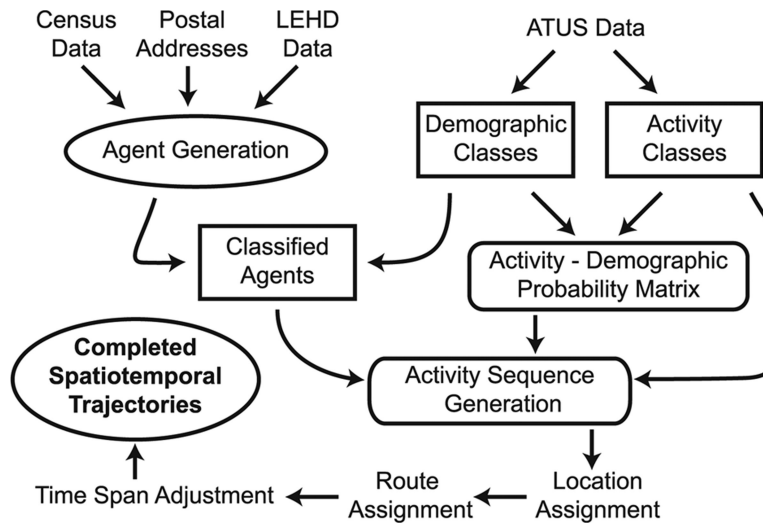 Census
Data
Postal
Addresses
LEHD
Data
ATUS Data
Agent Generation
Demographic
Classes
Activity
Classes
Classified
Agents
Activity - Demographic
Probability Matrix
Completed
Spatiotemporal
Trajectories
Activity Sequence
Generation
Time Span Adjustment
Route
Assignment
Location
Assignment